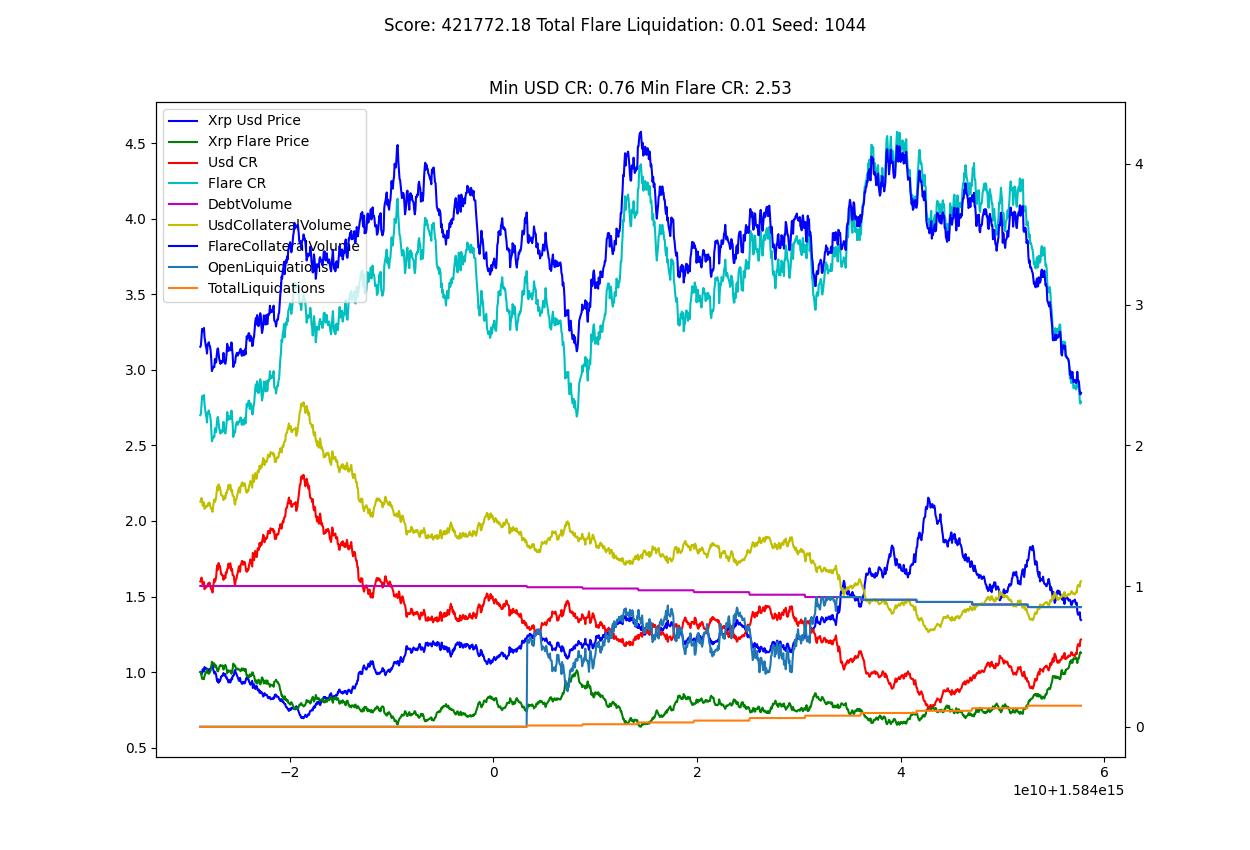 Score: 421772.18 Total Flare Liquidation: 0.01 Seed: 1044
Min USD CR: 0.76 Min Flare CR: 2.53
Xrp Usd Price
Xrp Flare Price
Usd CR
Flare CR
DebtVolume
UsdCollateralVolume
FlareCollateralVolume
OpenLiquidations
TotalLiquidations
4.5
4.0
3.5
3.0
2.5
2.0
1.5
1.0
0.5
4
3
2
1
0
−2
0
2
4
6
1e10+1.584e15